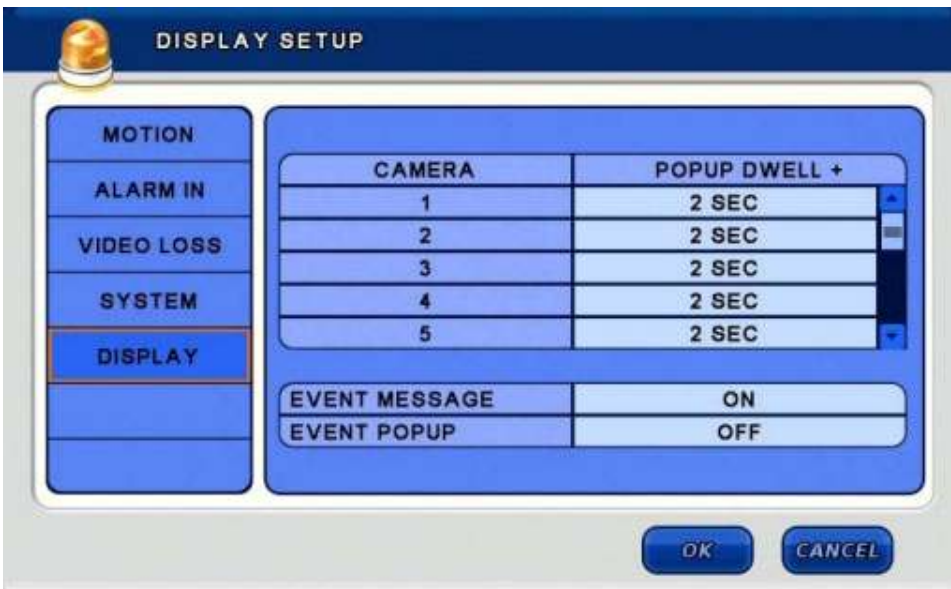 DISPLAY SETUP
MOTION
ALARM IN
VIDEO LOSS
SYSTEM
DISPLAY
CAMERA POPUP DWELL +
1 2 SEC
2 2 SEC
3 2 SEC
4 2 SEC
5 2 SEC
EVENT MESSAGE ON
EVENT POPUP OFF
OK CANCEL